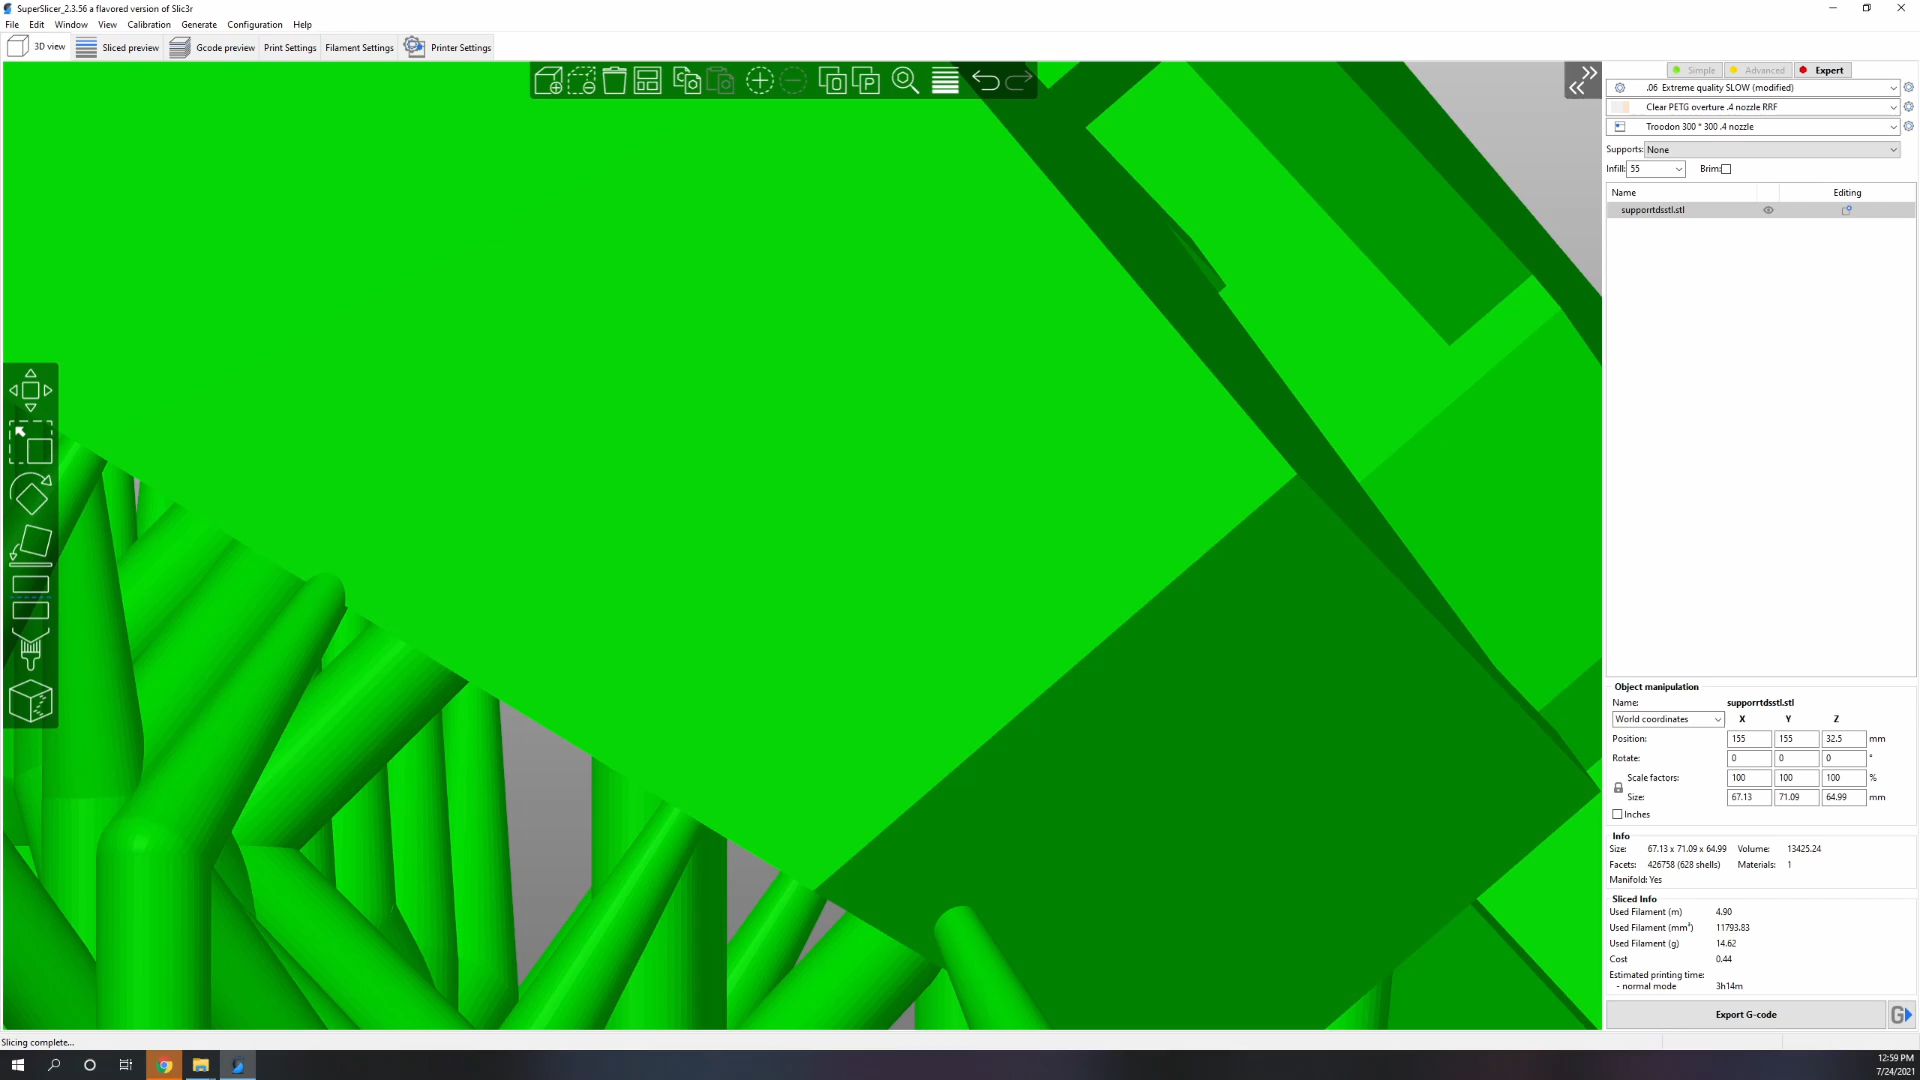 SuperSlicer_2.3.56 a flavored version of Slic3r
File Edit Window View Calibration Generate Configuration Help
3D view Sliced preview Gcode preview Print Settings Filament Settings Printer Settings
Simple Advanced Expert
.06 Extreme quality SLOW (modified)
Clear PETG overture .4 nozzle RRF
Troodon 300 * 300 .4 nozzle
Supports: None
Infill: 55 Brim:
Name Editing
supporrtdsstl.stl
Object manipulation
Name: supporrtdsstl.stl
World coordinates X Y Z
Position: 155 155 32.5 mm
Rotate: 0 0 0 °
Scale factors: 100 100 100 %
Size: 67.13 71.09 64.99 mm
Inches
Info
Size: 67.13 x 71.09 x 64.99 Volume: 13425.24
Facets: 426758 (628 shells) Materials: 1
Manifold: Yes
Sliced Info
Used Filament (m) 4.90
Used Filament (mm³) 11793.83
Used Filament (g) 14.62
Cost 0.44
Estimated printing time:
- normal mode 3h14m
Export G-code
Slicing complete...
12:59 PM
7/24/2021